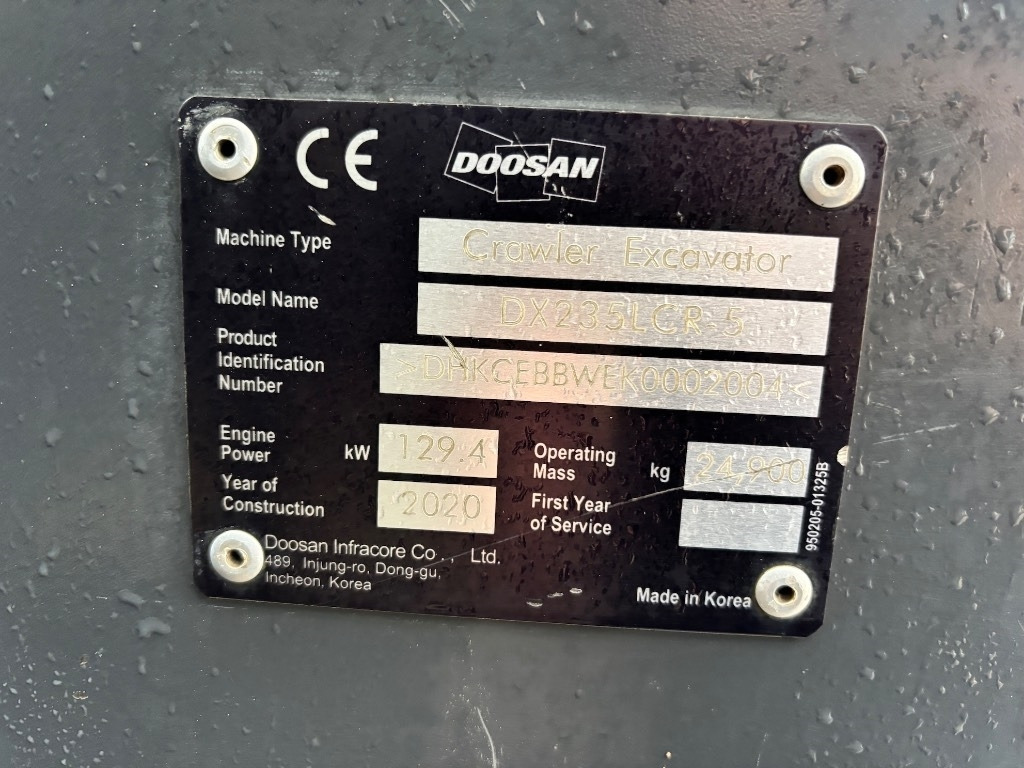 CE
DOOSAN
Machine Type Crawler Excavator
Model Name DX235LCR-5
Product
Identification
Number >DHKCEBBWEK0002004<
Engine
Power kW 129.4
Operating
Mass kg 24,900
Year of
Construction 2020
First Year
of Service
950205-01325B
Doosan Infracore Co., Ltd.
489, Injung-ro, Dong-gu,
Incheon, Korea
Made in Korea